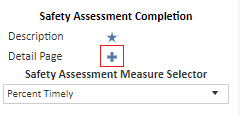 Safety Assessment Completion
Description
Detail Page
Safety Assessment Measure Selector
Percent Timely